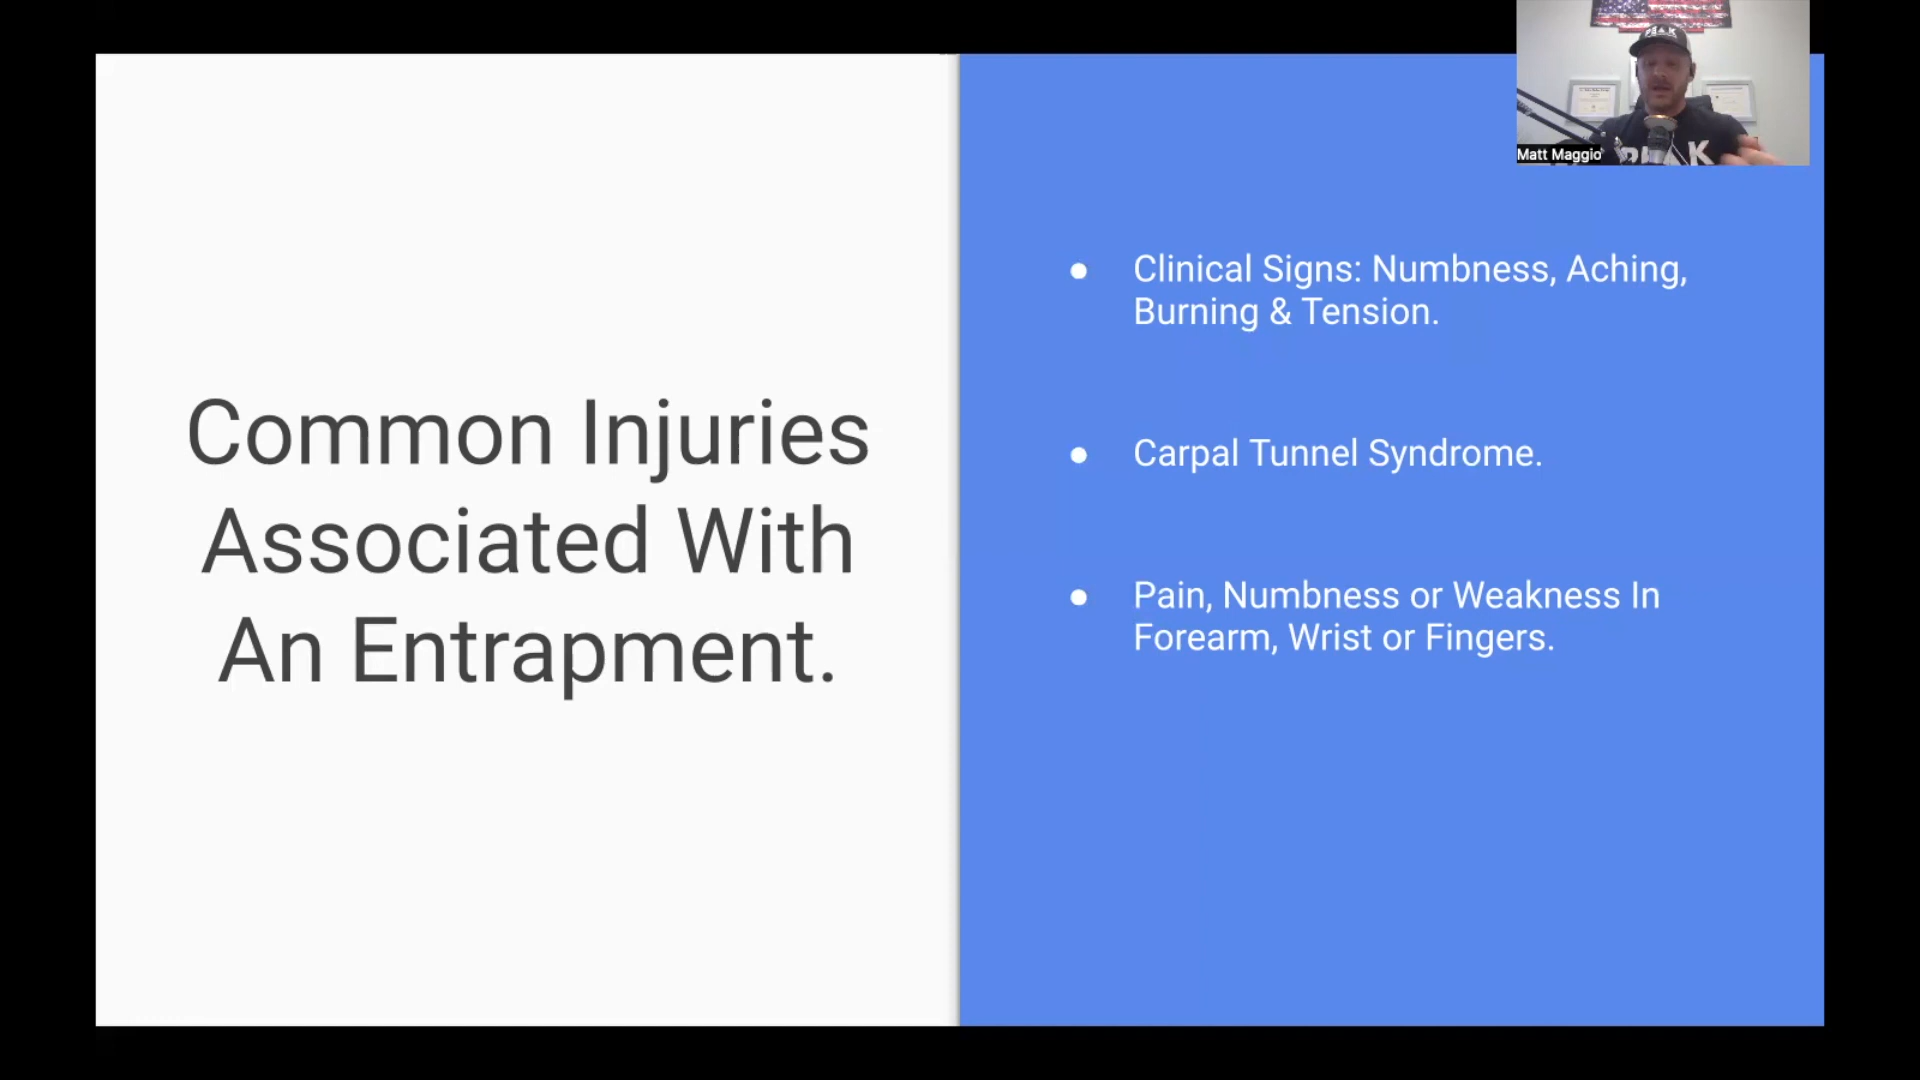 Common Injuries
Associated With
An Entrapment.
● Clinical Signs: Numbness, Aching,
Burning & Tension.
● Carpal Tunnel Syndrome.
● Pain, Numbness or Weakness In
Forearm, Wrist or Fingers.
PEAK
Matt Maggio